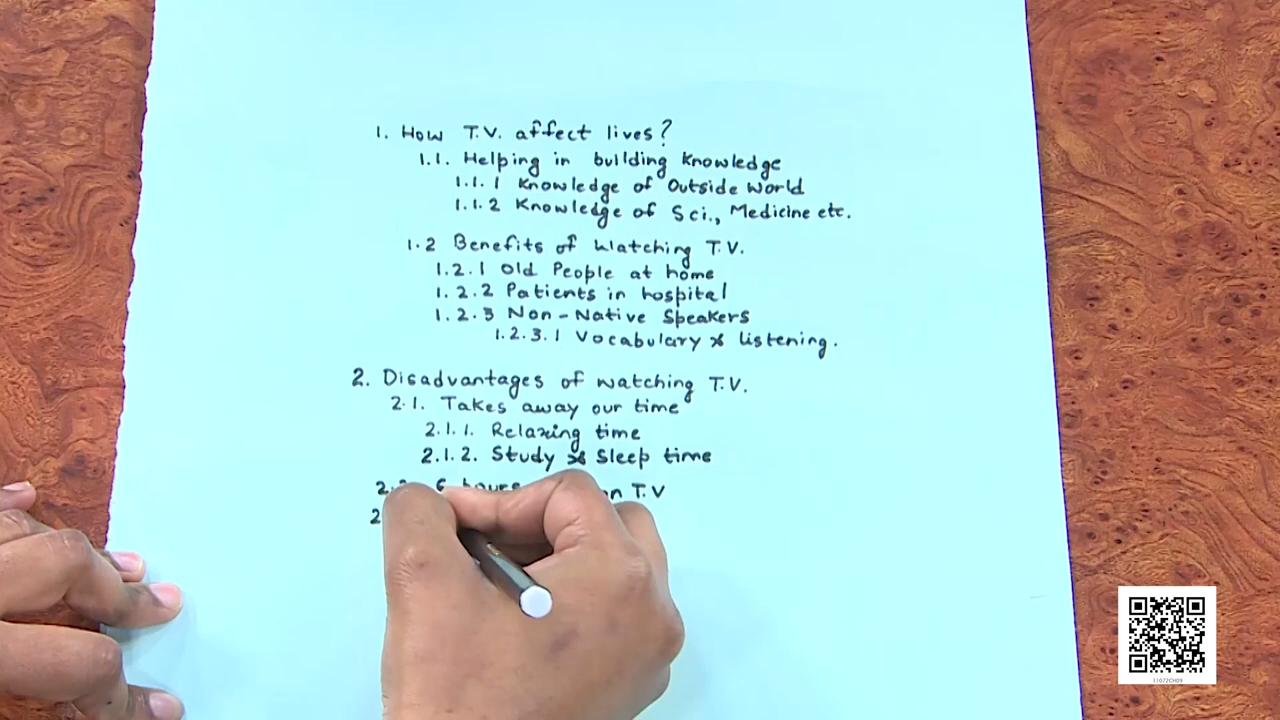 1. How T.V. affect lives?
1.1. Helping in building knowledge
1.1.1 Knowledge of Outside World
1.1.2 Knowledge of Sci., Medicine etc.
1.2 Benefits of Watching T.V.
1.2.1 Old People at home
1.2.2 Patients in hospital
1.2.3 Non-Native Speakers
1.2.3.1 Vocabulary & listening.
2. Disadvantages of watching T.V.
2.1. Takes away our time
2.1.1. Relaxing time
2.1.2. Study & Sleep time
hours on T.V
2
11072CH09